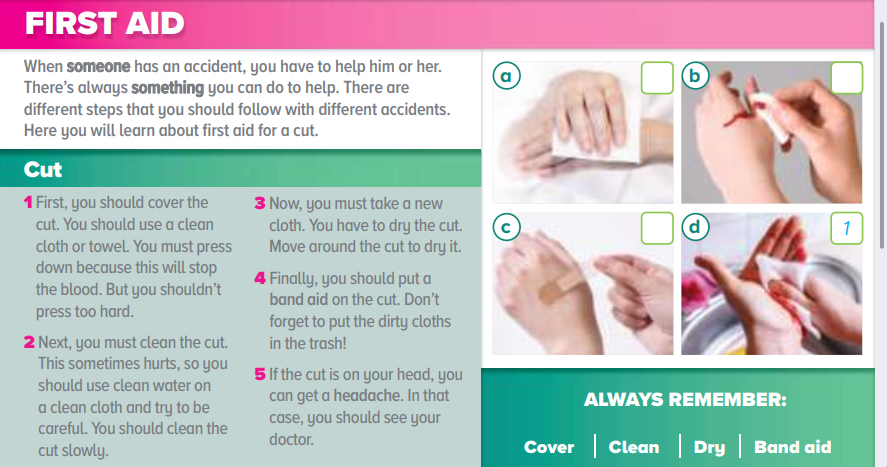 FIRST AID
When someone has an accident, you have to help him or her.
There's always something you can do to help. There are
different steps that you should follow with different accidents.
Here you will learn about first aid for a cut.
Cut
1 First, you should cover the
cut. You should use a clean
cloth or towel. You must press
down because this will stop
the blood. But you shouldn't
press too hard.
2 Next, you must clean the cut.
This sometimes hurts, so you
should use clean water on
a clean cloth and try to be
careful. You should clean the
cut slowly.
3 Now, you must take a new
cloth. You have to dry the cut.
Move around the cut to dry it.
4 Finally, you should put a
band aid on the cut. Don't
forget to put the dirty cloths
in the trash!
5 If the cut is on your head, you
can get a headache. In that
case, you should see your
doctor.
a
b
c
d 1
ALWAYS REMEMBER:
Cover | Clean | Dry | Band aid